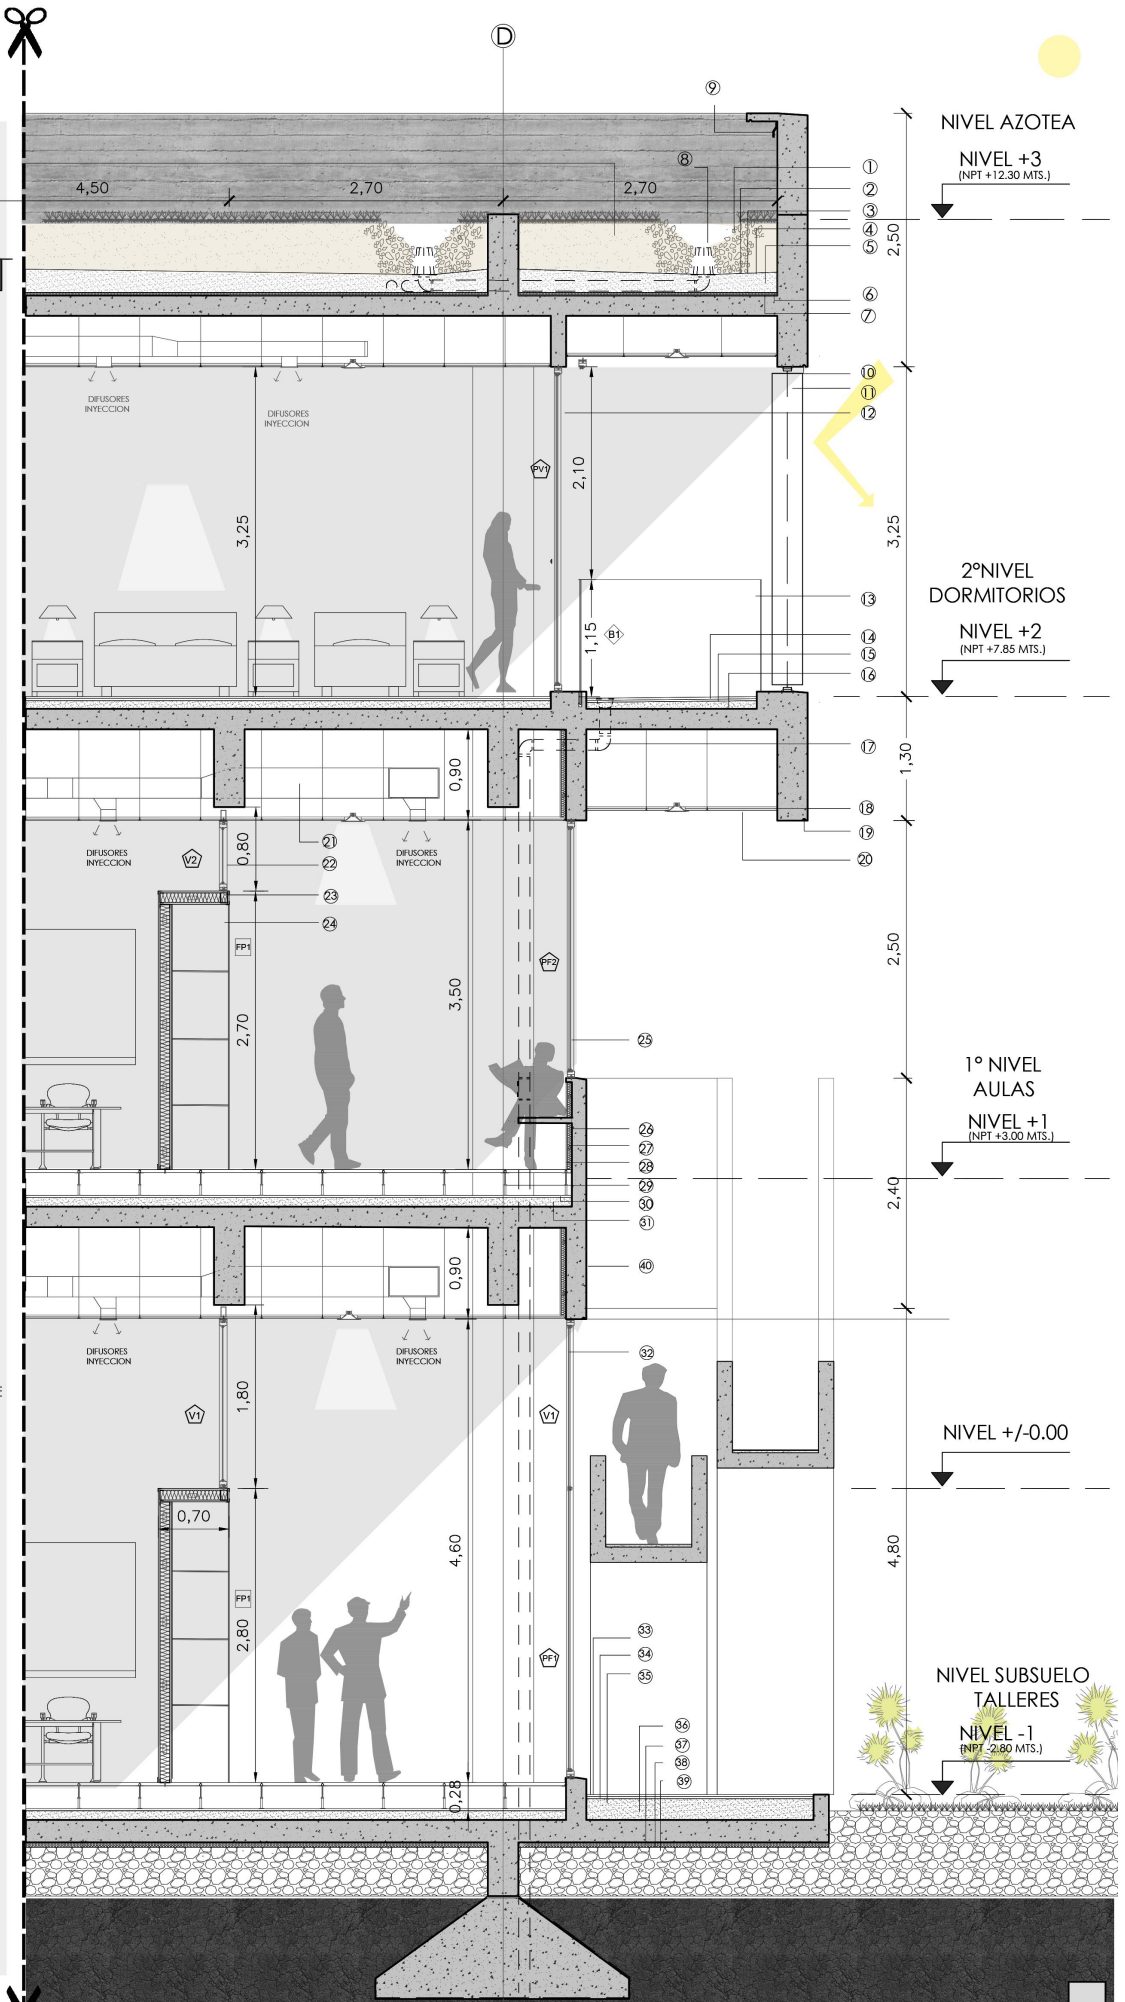 D
⑨
NIVEL AZOTEA
NIVEL +3
(NPT +12.30 MTS.)
⑧
①
②
③
④
⑤
⑥
⑦
4,50
2,70
2,70
2,50
DIFUSORES
INYECCION
DIFUSORES
INYECCION
⑩
⑪
⑫
PV1
2,10
3,25
3,25
2°NIVEL
DORMITORIOS
NIVEL +2
(NPT +7.85 MTS.)
1,15
B1
⑬
⑭
⑮
⑯
⑰
⑱
⑲
⑳
1,30
0,90
0,80
DIFUSORES
INYECCION
V2
DIFUSORES
INYECCION
㉑
㉒
㉓
㉔
FP1
PF2
2,50
2,70
3,50
㉕
1° NIVEL
AULAS
NIVEL +1
(NPT +3.00 MTS.)
㉖
㉗
㉘
㉙
㉚
㉛
2,40
㊵
0,90
DIFUSORES
INYECCION
DIFUSORES
INYECCION
㉜
1,80
V1
V1
NIVEL +/-0.00
0,70
4,60
4,80
FP1
2,80
PF1
㉝
㉞
㉟
NIVEL SUBSUELO
TALLERES
NIVEL -1
(NPT -2.80 MTS.)
㊱
㊲
㊳
㊴
0,28